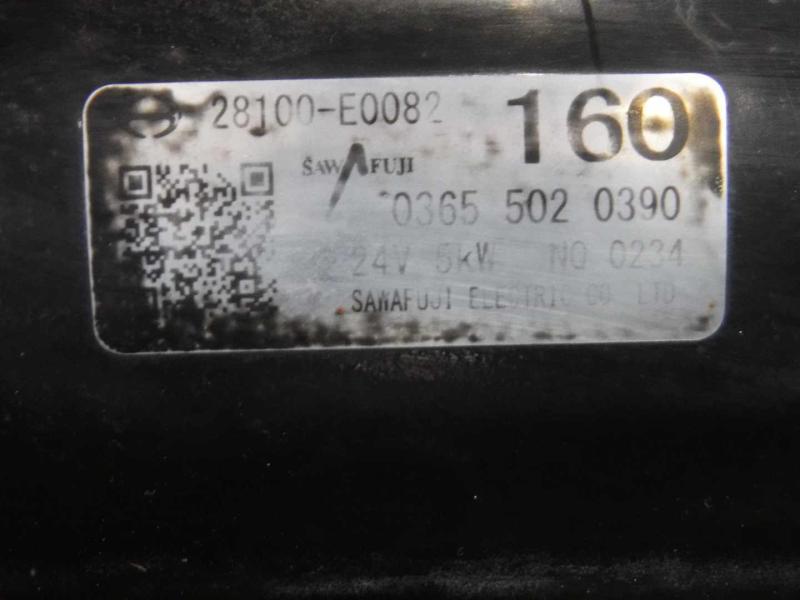 28100-E0082
160
SAWAFUJI
0365 502 0390
24V 5kW NO 0234
SAWAFUJI ELECTRIC CO LTD